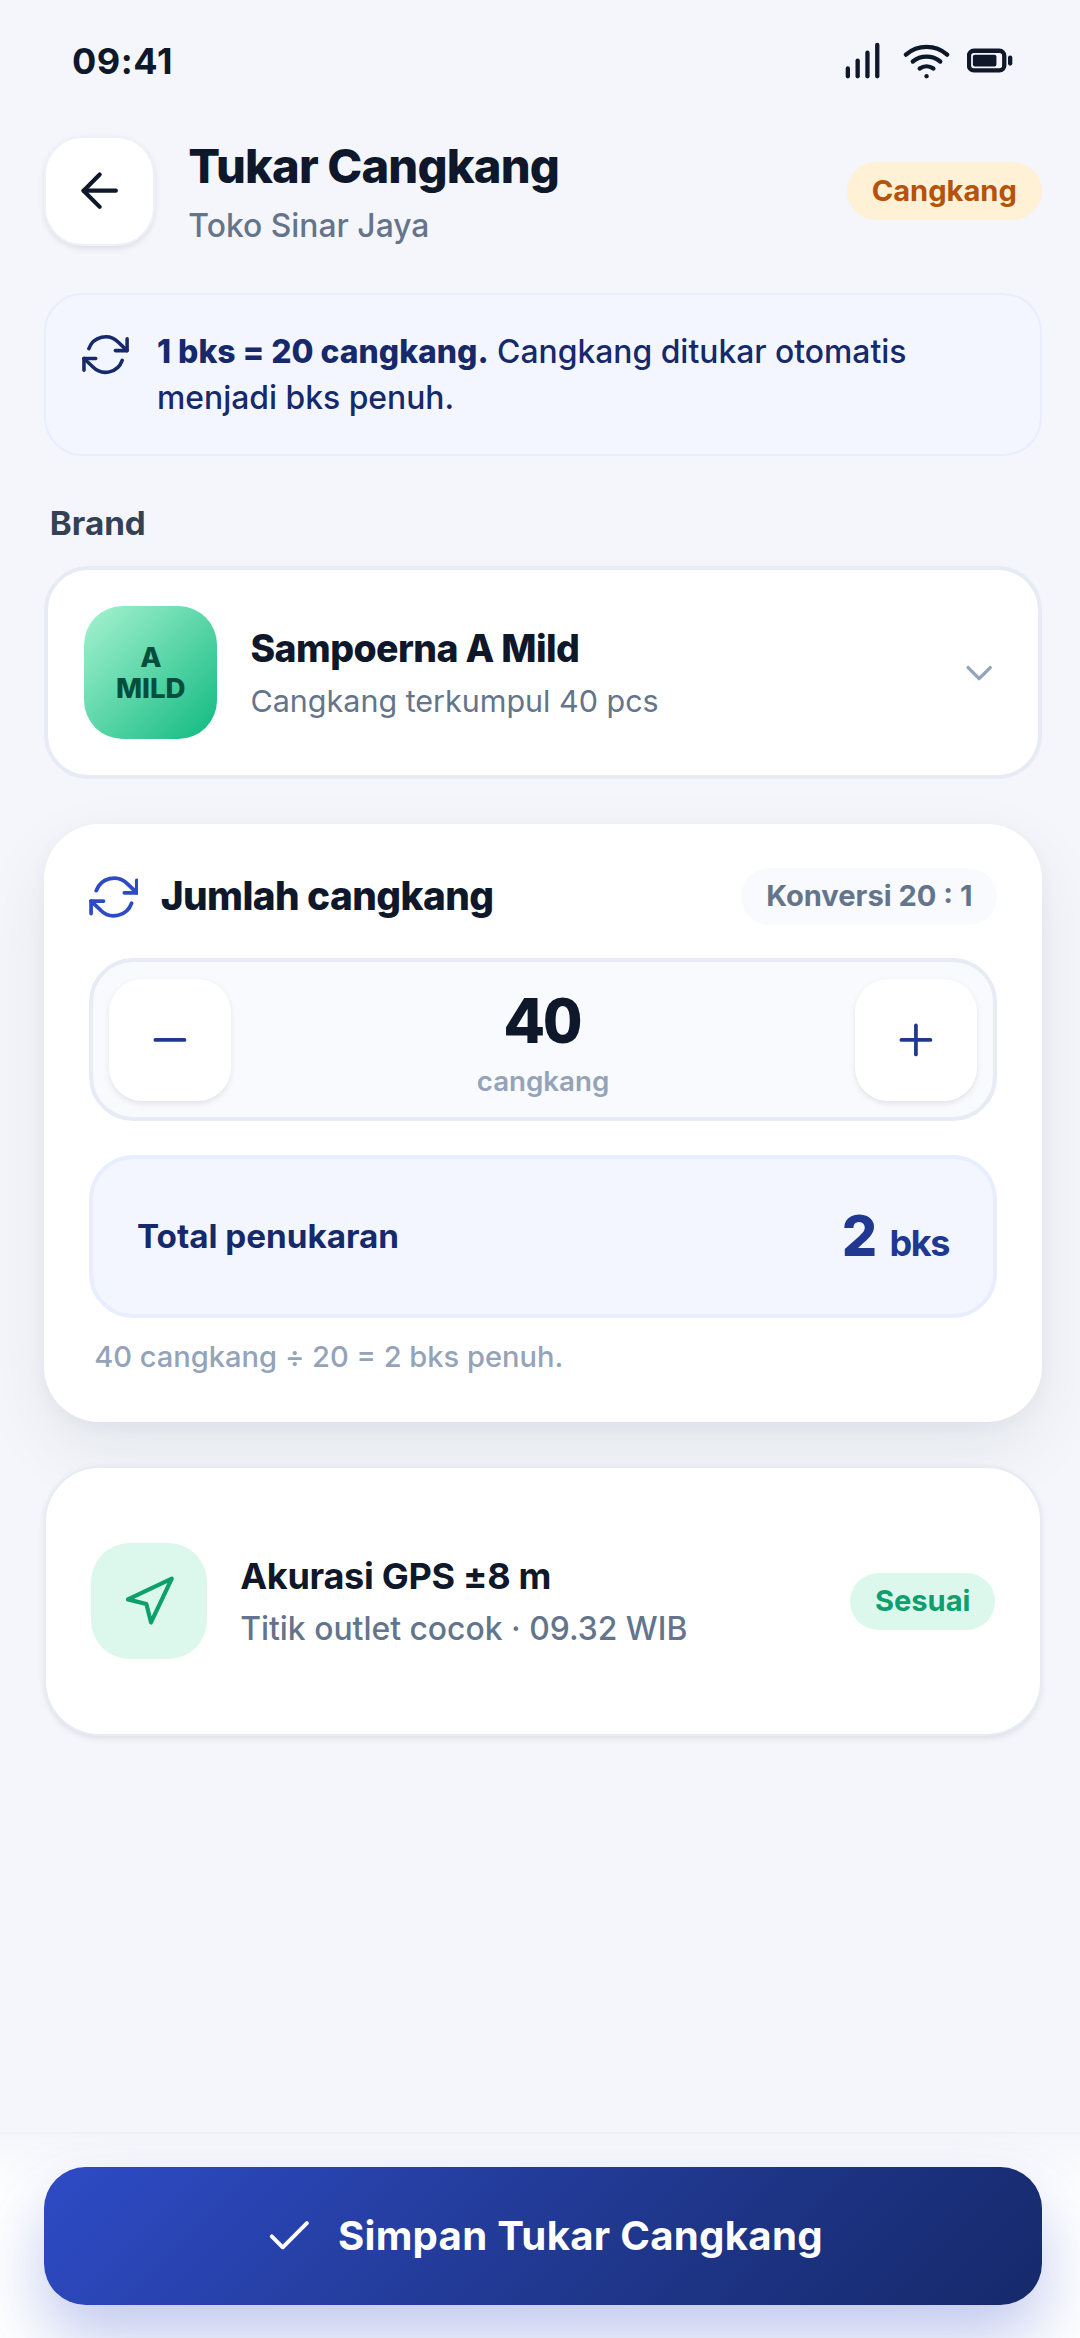 09:41
Tukar Cangkang
Toko Sinar Jaya
Cangkang
1 bks = 20 cangkang. Cangkang ditukar otomatis
menjadi bks penuh.
Brand
A
MILD
Sampoerna A Mild
Cangkang terkumpul 40 pcs
Jumlah cangkang
Konversi 20 : 1
40
cangkang
Total penukaran
2 bks
40 cangkang ÷ 20 = 2 bks penuh.
Akurasi GPS ±8 m
Titik outlet cocok · 09.32 WIB
Sesuai
Simpan Tukar Cangkang